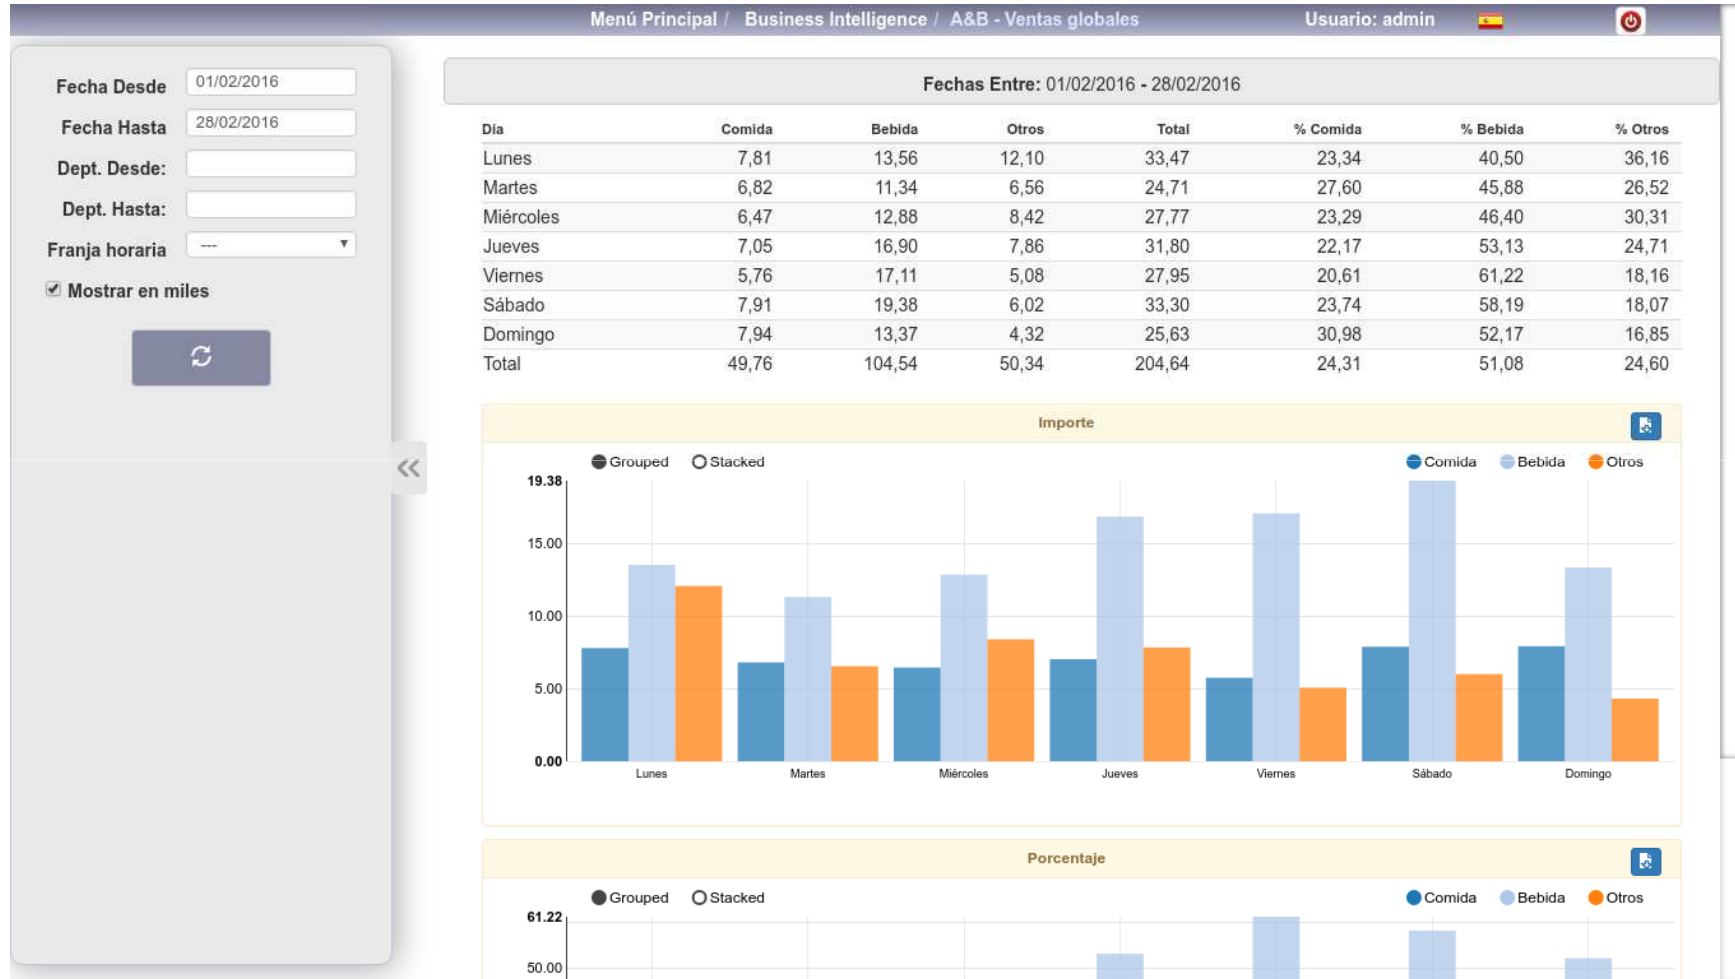 Menú Principal / Business Intelligence / A&B - Ventas globales Usuario: admin
Fecha Desde 01/02/2016
Fecha Hasta 28/02/2016
Dept. Desde:
Dept. Hasta:
Franja horaria ---
Mostrar en miles
Fechas Entre: 01/02/2016 - 28/02/2016
Día Comida Bebida Otros Total % Comida % Bebida % Otros
Lunes 7,81 13,56 12,10 33,47 23,34 40,50 36,16
Martes 6,82 11,34 6,56 24,71 27,60 45,88 26,52
Miércoles 6,47 12,88 8,42 27,77 23,29 46,40 30,31
Jueves 7,05 16,90 7,86 31,80 22,17 53,13 24,71
Viernes 5,76 17,11 5,08 27,95 20,61 61,22 18,16
Sábado 7,91 19,38 6,02 33,30 23,74 58,19 18,07
Domingo 7,94 13,37 4,32 25,63 30,98 52,17 16,85
Total 49,76 104,54 50,34 204,64 24,31 51,08 24,60
Importe
Grouped Stacked Comida Bebida Otros
19.38
15.00
10.00
5.00
0.00
Lunes Martes Miércoles Jueves Viernes Sábado Domingo
Porcentaje
Grouped Stacked Comida Bebida Otros
61.22
50.00